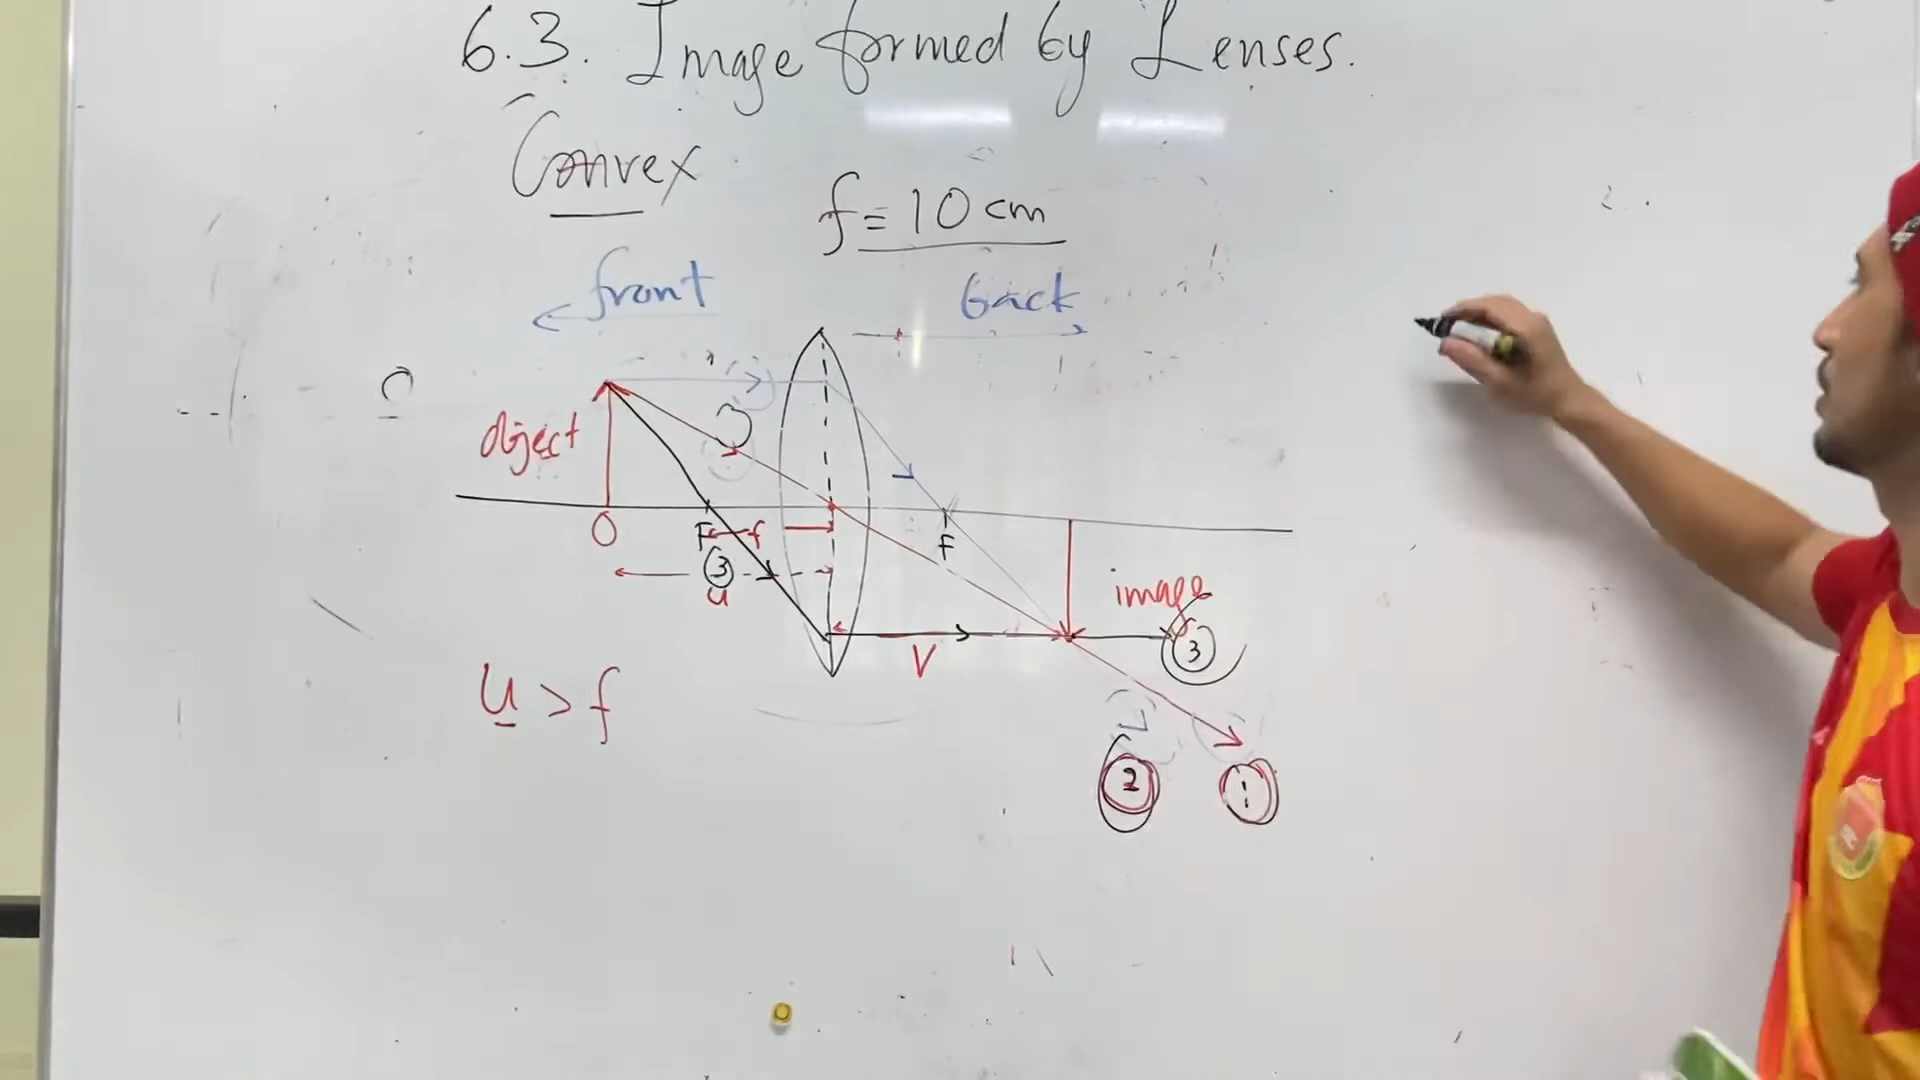 6.3. Image formed by Lenses.
Convex
f = 10 cm
front
back
object
O
F
f
F
3
u
image
V
3
u > f
2
1